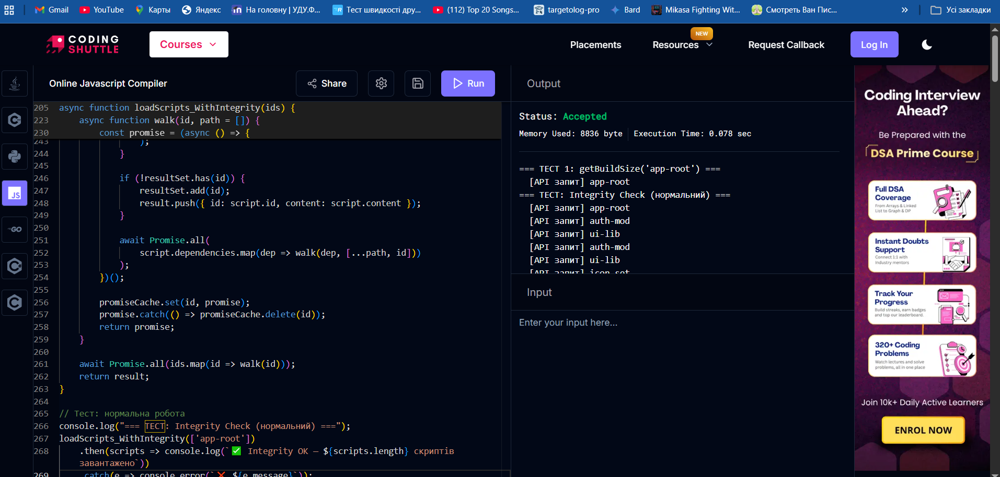 Gmail
YouTube
Карты
Яндекс
На головну | УДУ.Ф...
Тест швидкості дру...
(112) Top 20 Songs...
targetolog-pro
Bard
Mikasa Fighting Wit...
Смотреть Ван Пис...
»
Усі закладки
CODING
SHUTTLE
Courses
Placements
Resources
NEW
Request Callback
Log In
Online Javascript Compiler
Share
Run
205 async function loadScripts_WithIntegrity(ids) {
223 async function walk(id, path = []) {
230 const promise = (async () => {
243 );
244 }
245
246 if (!resultSet.has(id)) {
247 resultSet.add(id);
248 result.push({ id: script.id, content: script.content });
249 }
250
251 await Promise.all(
252 script.dependencies.map(dep => walk(dep, [...path, id]))
253 );
254 })();
255
256 promiseCache.set(id, promise);
257 promise.catch(() => promiseCache.delete(id));
258 return promise;
259 }
260
261 await Promise.all(ids.map(id => walk(id)));
262 return result;
263 }
264
265 // Тест: нормальна робота
266 console.log("=== ТЕСТ: Integrity Check (нормальний) ===");
267 loadScripts_WithIntegrity(['app-root'])
268 .then(scripts => console.log(`✅ Integrity OK — ${scripts.length} скриптів
завантажено`))
269 .catch(e => console.error(`❌ ${e.message}`));
JS
GO
Output
Status: Accepted
Memory Used: 8836 byte
Execution Time: 0.078 sec
=== ТЕСТ 1: getBuildSize('app-root') ===
[API запит] app-root
=== ТЕСТ: Integrity Check (нормальний) ===
[API запит] app-root
[API запит] auth-mod
[API запит] ui-lib
[API запит] auth-mod
[API запит] ui-lib
[API запит] icon-set
Input
Enter your input here...
Coding Interview
Ahead?
Be Prepared with the
DSA Prime Course
Full DSA
Coverage
From Arrays & Linked
List to Graph & DP
Instant Doubts
Support
Connect 1:1 with
industry mentors
Track Your
Progress
Build streaks, earn badges
and top our leaderboard.
320+ Coding
Problems
Watch lectures and solve
problems, all in one place
Join 10k+ Daily Active Learners
ENROL NOW